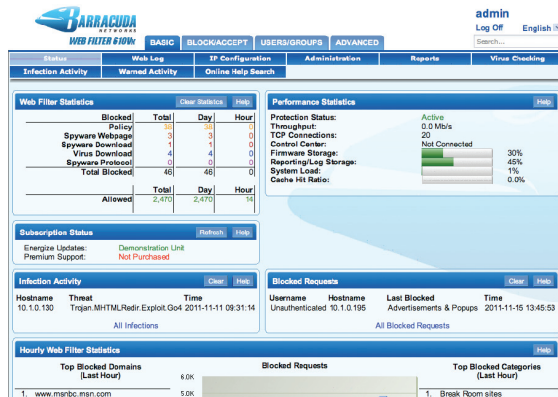 BARRACUDA
NETWORKS
WEB FILTER 610Vx
BASIC BLOCK/ACCEPT USERS/GROUPS ADVANCED
admin
Log Off English
Search...
Status Web Log IP Configuration Administration Reports Virus Checking
Infection Activity Warned Activity Online Help Search
Web Filter Statistics Clear Statistics Help
Blocked Total Day Hour
Policy 38 38 0
Spyware Webpage 3 3 0
Spyware Download 1 1 0
Virus Download 4 4 0
Spyware Protocol 0 0 0
Total Blocked 46 46 0
Total Day Hour
Allowed 2,470 2,470 14
Performance Statistics Help
Protection Status: Active
Throughput: 0.0 Mb/s
TCP Connections: 20
Control Center: Not Connected
Firmware Storage: 30%
Reporting/Log Storage: 45%
System Load: 1%
Cache Hit Ratio: 0.0%
Subscription Status Refresh Help
Energize Updates: Demonstration Unit
Premium Support: Not Purchased
Infection Activity Clear Help
Hostname Threat Time
10.1.0.130 Trojan.MHTMLRedir.Exploit.Go4 2011-11-11 09:31:14
All Infections
Blocked Requests Clear Help
Username Hostname Last Blocked Time
Unauthenticated 10.1.0.195 Advertisements & Popups 2011-11-15 13:45:53
All Blocked Requests
Hourly Web Filter Statistics Help
Top Blocked Domains
(Last Hour)
1. www.msnbc.msn.com
Blocked Requests
6.0K
5.0K
Top Blocked Categories
(Last Hour)
1. Break Room sites